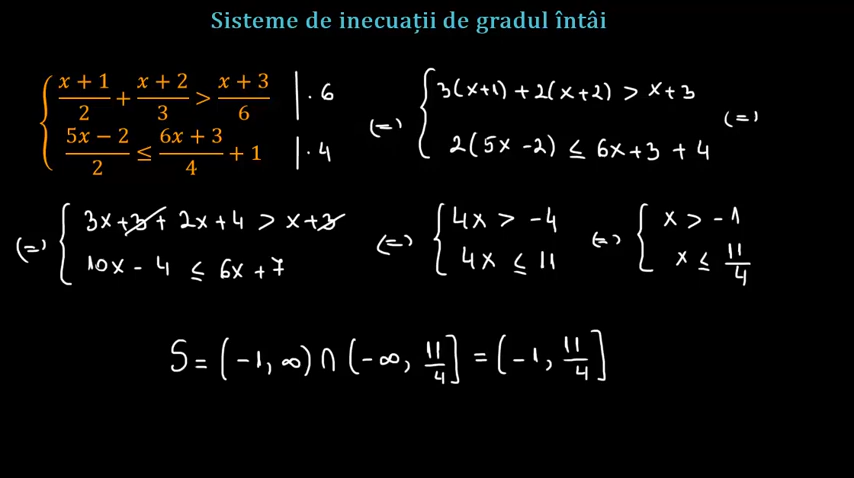 Sisteme de inecuații de gradul întâi
{ (x + 1)/2 + (x + 2)/3 > (x + 3)/6 | · 6
{ (5x − 2)/2 ≤ (6x + 3)/4 + 1 | · 4
(=) { 3(x+1) + 2(x+2) > x+3
{ 2(5x −2) ≤ 6x+3 + 4 (=)
(=) { 3x+3 + 2x+4 > x+3
{ 10x − 4 ≤ 6x+7
(=) { 4x > −4
{ 4x ≤ 11
(=) { x > −1
{ x ≤ 11/4
S = (−1, ∞) ∩ (−∞, 11/4] = (−1, 11/4]